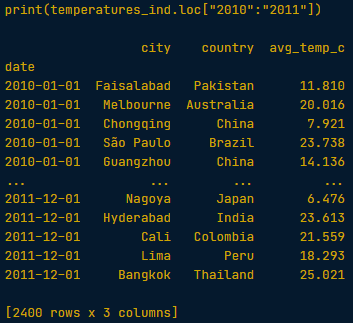 print(temperatures_ind.loc["2010":"2011"])
city country avg_temp_c
date
2010-01-01 Faisalabad Pakistan 11.810
2010-01-01 Melbourne Australia 20.016
2010-01-01 Chongqing China 7.921
2010-01-01 São Paulo Brazil 23.738
2010-01-01 Guangzhou China 14.136
... ... ... ...
2011-12-01 Nagoya Japan 6.476
2011-12-01 Hyderabad India 23.613
2011-12-01 Cali Colombia 21.559
2011-12-01 Lima Peru 18.293
2011-12-01 Bangkok Thailand 25.021
[2400 rows x 3 columns]